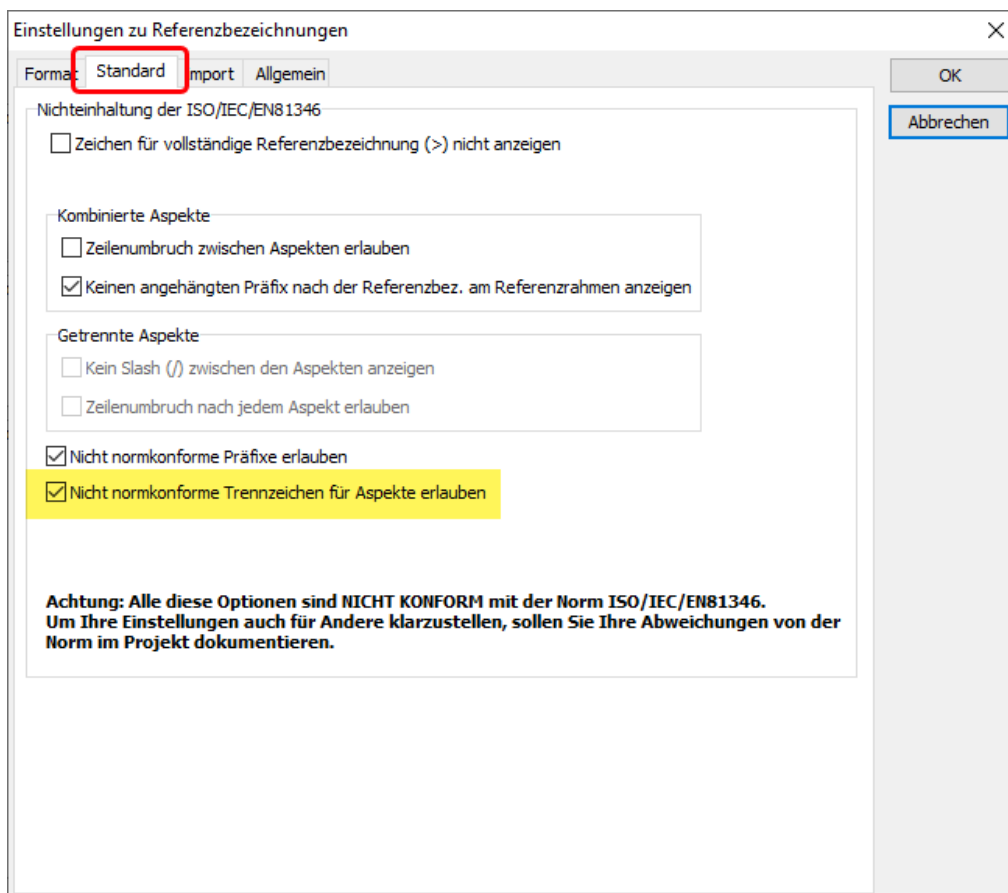 Einstellungen zu Referenzbezeichnungen
Format Standard Import Allgemein
OK
Abbrechen
Nichteinhaltung der ISO/IEC/EN81346
Zeichen für vollständige Referenzbezeichnung (>) nicht anzeigen
Kombinierte Aspekte
Zeilenumbruch zwischen Aspekten erlauben
Keinen angehängten Präfix nach der Referenzbez. am Referenzrahmen anzeigen
Getrennte Aspekte
Kein Slash (/) zwischen den Aspekten anzeigen
Zeilenumbruch nach jedem Aspekt erlauben
Nicht normkonforme Präfixe erlauben
Nicht normkonforme Trennzeichen für Aspekte erlauben
Achtung: Alle diese Optionen sind NICHT KONFORM mit der Norm ISO/IEC/EN81346.
Um Ihre Einstellungen auch für Andere klarzustellen, sollen Sie Ihre Abweichungen von der
Norm im Projekt dokumentieren.